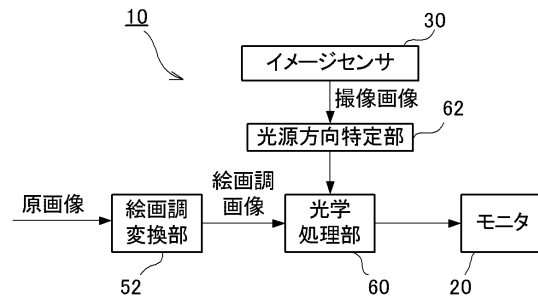 10
30
イメージセンサ
撮像画像
62
光源方向特定部
原画像
絵画調
変換部
52
絵画調
画像
光学
処理部
60
モニタ
20